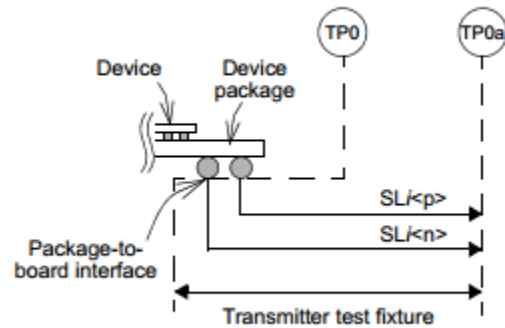 TP0
TP0a
Device
Device
package
SLi<p>
SLi<n>
Package-to-
board interface
Transmitter test fixture